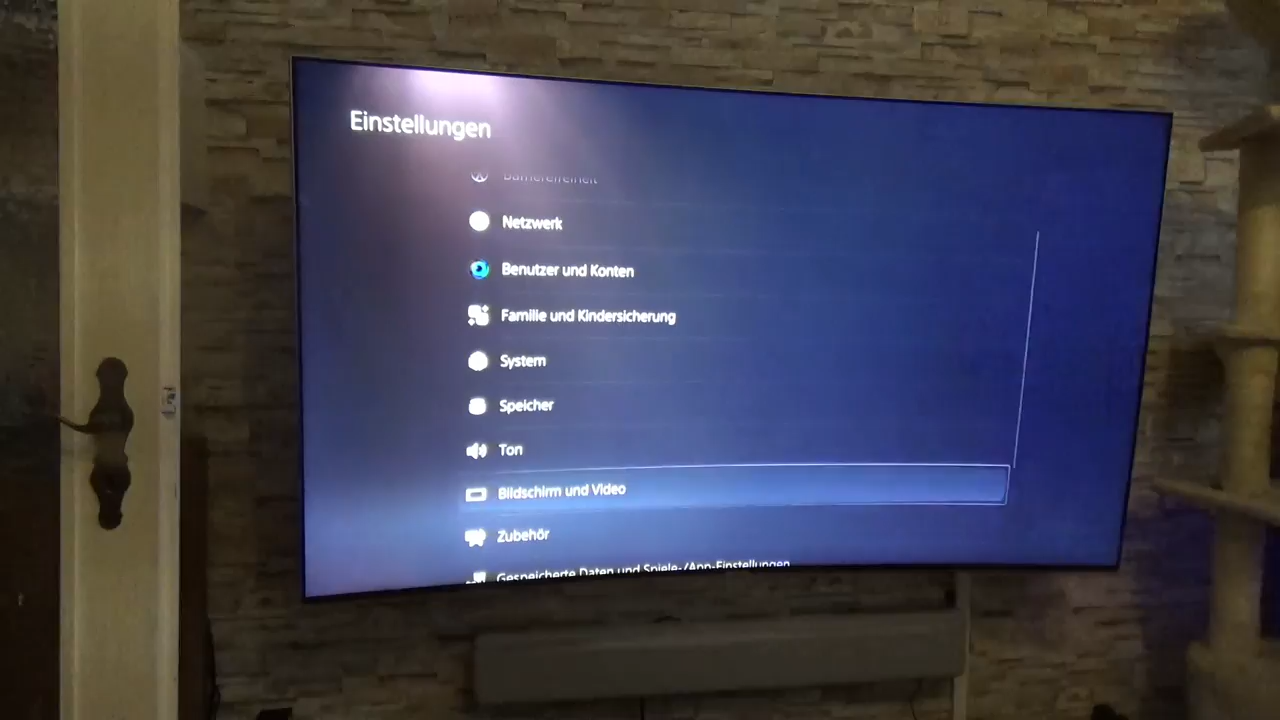 Einstellungen
Barrierefreiheit
Netzwerk
Benutzer und Konten
Familie und Kindersicherung
System
Speicher
Ton
Bildschirm und Video
Zubehör
Gespeicherte Daten und Spiele-/App-Einstellungen